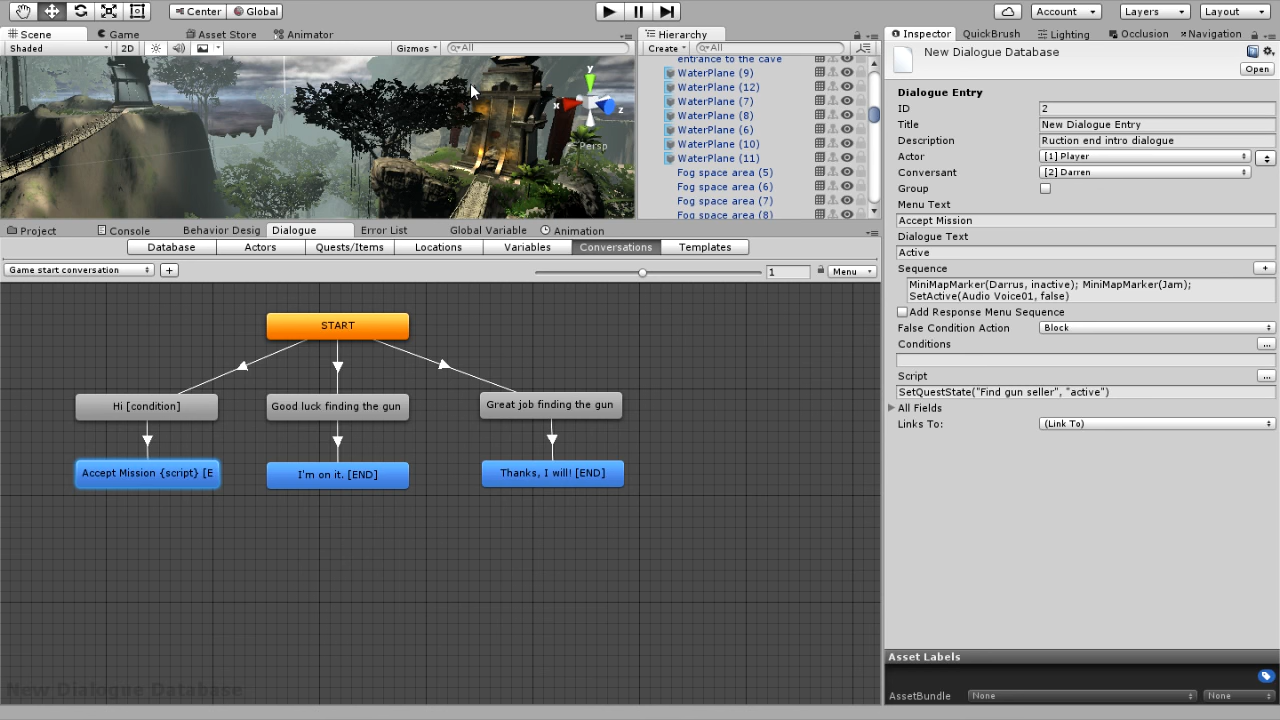 Center Global Account Layers Layout
Scene Game Asset Store Animator
Shaded 2D Gizmos All
y
x
z
Persp
Hierarchy
Create All
entrance to the cave
WaterPlane (9)
WaterPlane (12)
WaterPlane (7)
WaterPlane (8)
WaterPlane (6)
WaterPlane (10)
WaterPlane (11)
Fog space area (5)
Fog space area (6)
Fog space area (7)
Fog space area (8)
Project Console Behavior Desig Dialogue Error List Global Variable Animation
Database Actors Quests/Items Locations Variables Conversations Templates
Game start conversation + 1 Menu
START
Hi [condition]
Good luck finding the gun
Great job finding the gun
Accept Mission {script} [E
I'm on it. [END]
Thanks, I will! [END]
New Dialogue Database
Inspector QuickBrush Lighting Occlusion Navigation
New Dialogue Database
Open
Dialogue Entry
ID 2
Title New Dialogue Entry
Description Ruction end intro dialogue
Actor [1] Player
Conversant [2] Darren
Group
Menu Text
Accept Mission
Dialogue Text
Active
Sequence +
MiniMapMarker(Darrus, inactive); MiniMapMarker(Jam);
SetActive(Audio Voice01, false)
Add Response Menu Sequence
False Condition Action Block
Conditions ...
Script ...
SetQuestState("Find gun seller", "active")
All Fields
Links To: (Link To)
Asset Labels
AssetBundle None None